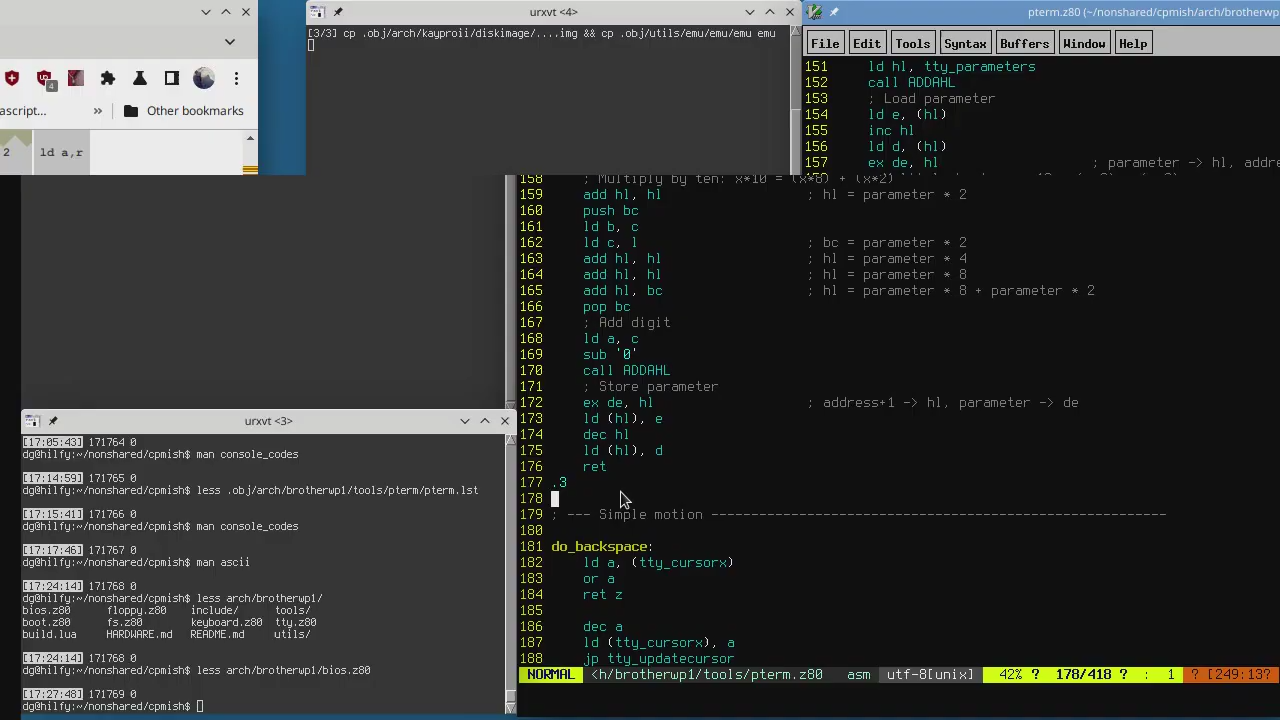 urxvt <4>
[3/3] cp .obj/arch/kayproii/diskimage/....img && cp .obj/utils/emu/emu/emu emu
4
ascript...
»
Other bookmarks
2
ld a,r
pterm.z80 (~/nonshared/cpmish/arch/brotherwp1
File
Edit
Tools
Syntax
Buffers
Window
Help
151 ld hl, tty_parameters
152 call ADDAHL
153 ; Load parameter
154 ld e, (hl)
155 inc hl
156 ld d, (hl)
157 ex de, hl ; parameter -> hl, addre
158 ; Multiply by ten: x*10 = (x*8) + (x*2)
159 add hl, hl ; hl = parameter * 2
160 push bc
161 ld b, c
162 ld c, l ; bc = parameter * 2
163 add hl, hl ; hl = parameter * 4
164 add hl, hl ; hl = parameter * 8
165 add hl, bc ; hl = parameter * 8 + parameter * 2
166 pop bc
167 ; Add digit
168 ld a, c
169 sub '0'
170 call ADDAHL
171 ; Store parameter
172 ex de, hl ; address+1 -> hl, parameter -> de
173 ld (hl), e
174 dec hl
175 ld (hl), d
176 ret
177 .3
178
179 ; --- Simple motion ---------------------------------------------------------
180
181 do_backspace:
182 ld a, (tty_cursorx)
183 or a
184 ret z
185
186 dec a
187 ld (tty_cursorx), a
188 jp tty_updatecursor
NORMAL <h/brotherwp1/tools/pterm.z80 asm utf-8[unix] 42% ? 178/418 ? : 1 ? [249:13?
urxvt <3>
[17:05:43] 171764 0
dg@hilfy:~/nonshared/cpmish$ man console_codes
[17:14:59] 171765 0
dg@hilfy:~/nonshared/cpmish$ less .obj/arch/brotherwp1/tools/pterm/pterm.lst
[17:15:41] 171766 0
dg@hilfy:~/nonshared/cpmish$ man console_codes
[17:17:46] 171767 0
dg@hilfy:~/nonshared/cpmish$ man ascii
[17:24:14] 171768 0
dg@hilfy:~/nonshared/cpmish$ less arch/brotherwp1/
bios.z80 floppy.z80 include/ tools/
boot.z80 fs.z80 keyboard.z80 tty.z80
build.lua HARDWARE.md README.md utils/
[17:24:14] 171768 0
dg@hilfy:~/nonshared/cpmish$ less arch/brotherwp1/bios.z80
[17:27:48] 171769 0
dg@hilfy:~/nonshared/cpmish$